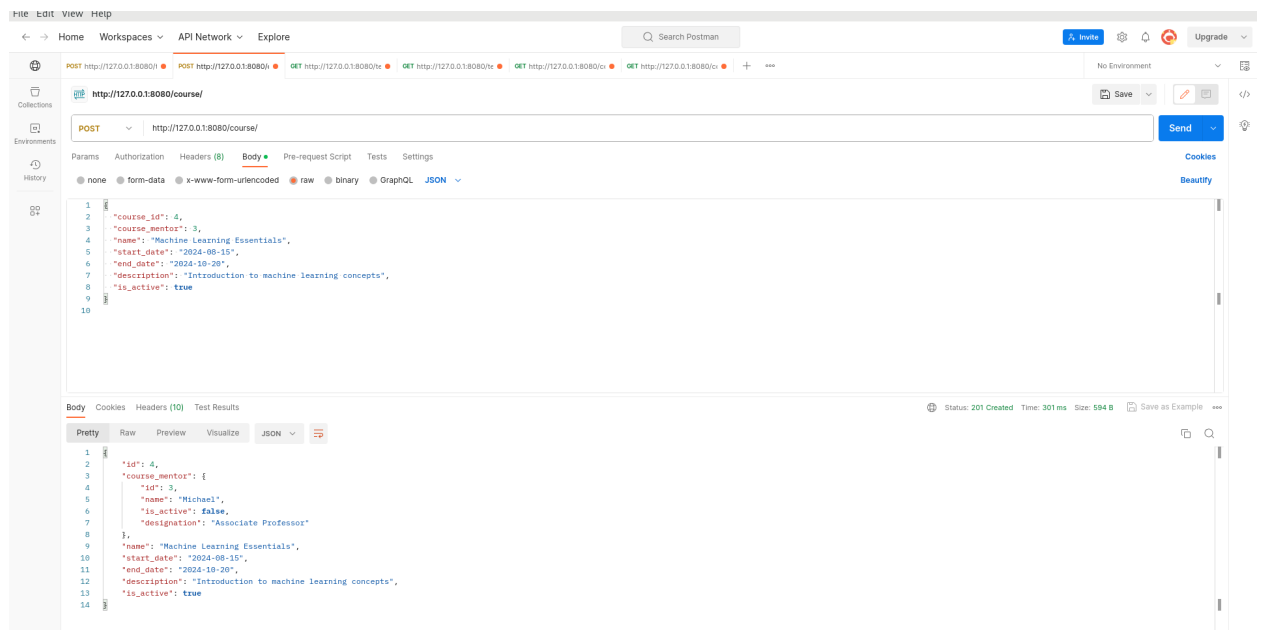 File Edit View Help
Home Workspaces API Network Explore Search Postman Invite Upgrade
POST http://127.0.0.1:8080/ POST http://127.0.0.1:8080/ GET http://127.0.0.1:8080/te GET http://127.0.0.1:8080/te GET http://127.0.0.1:8080/c GET http://127.0.0.1:8080/c No Environment
Collections
Environments
History
http://127.0.0.1:8080/course/ Save
POST http://127.0.0.1:8080/course/ Send
Params Authorization Headers (8) Body Pre-request Script Tests Settings Cookies
none form-data x-www-form-urlencoded raw binary GraphQL JSON Beautify
1 {
2 "course_id": 4,
3 "course_mentor": 3,
4 "name": "Machine Learning Essentials",
5 "start_date": "2024-08-15",
6 "end_date": "2024-10-20",
7 "description": "Introduction to machine learning concepts",
8 "is_active": true
9 }
10
Body Cookies Headers (10) Test Results Status: 201 Created Time: 301 ms Size: 594 B Save as Example
Pretty Raw Preview Visualize JSON
1 {
2 "id": 4,
3 "course_mentor": {
4 "id": 3,
5 "name": "Michael",
6 "is_active": false,
7 "designation": "Associate Professor"
8 },
9 "name": "Machine Learning Essentials",
10 "start_date": "2024-08-15",
11 "end_date": "2024-10-20",
12 "description": "Introduction to machine learning concepts",
13 "is_active": true
14 }